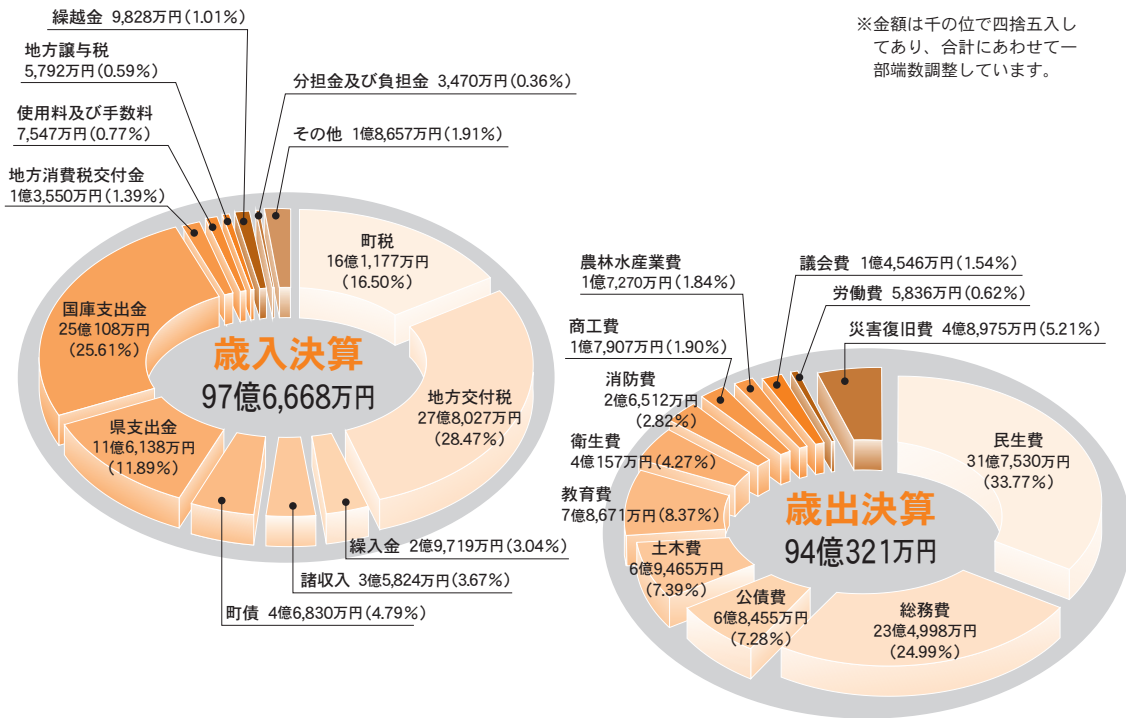 ※金額は千の位で四捨五入し
てあり、合計にあわせて一
部端数調整しています。
繰越金 9,828万円(1.01%)
地方譲与税
5,792万円(0.59%)
使用料及び手数料
7,547万円(0.77%)
地方消費税交付金
1億3,550万円(1.39%)
分担金及び負担金 3,470万円(0.36%)
その他 1億8,657万円(1.91%)
町税
16億1,177万円
(16.50%)
国庫支出金
25億108万円
(25.61%)
歳入決算
97億6,668万円
地方交付税
27億8,027万円
(28.47%)
県支出金
11億6,138万円
(11.89%)
繰入金 2億9,719万円(3.04%)
諸収入 3億5,824万円(3.67%)
町債 4億6,830万円(4.79%)
農林水産業費
1億7,270万円(1.84%)
議会費 1億4,546万円(1.54%)
労働費 5,836万円(0.62%)
災害復旧費 4億8,975万円(5.21%)
商工費
1億7,907万円(1.90%)
消防費
2億6,512万円
(2.82%)
衛生費
4億157万円(4.27%)
教育費
7億8,671万円(8.37%)
土木費
6億9,465万円
(7.39%)
公債費
6億8,455万円
(7.28%)
歳出決算
94億321万円
民生費
31億7,530万円
(33.77%)
総務費
23億4,998万円
(24.99%)